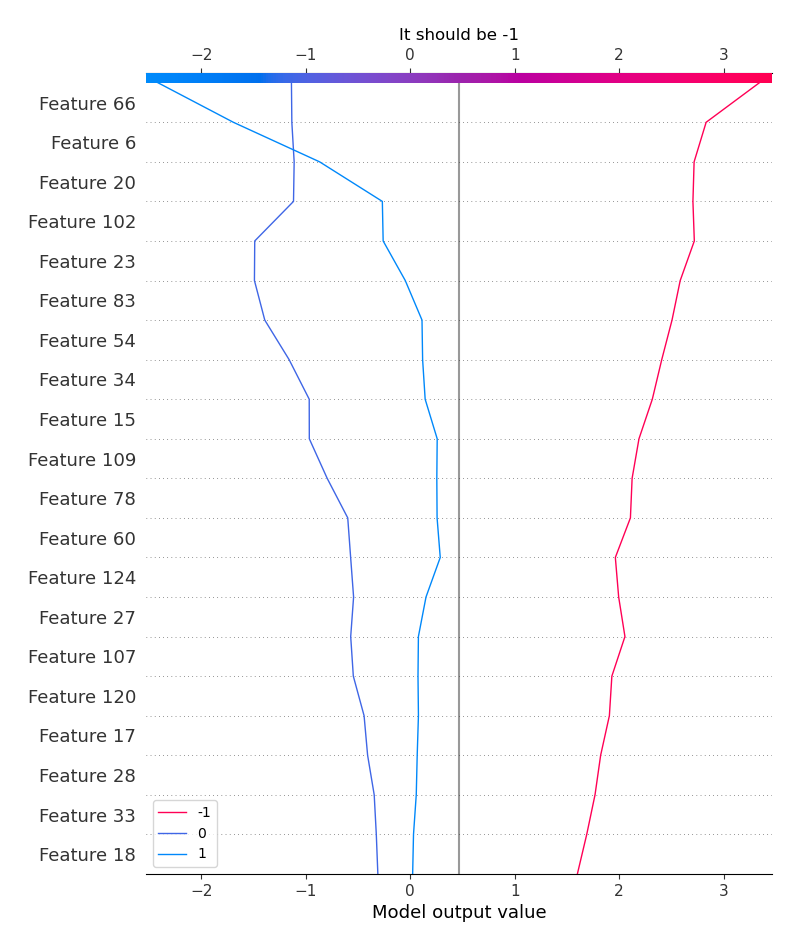 It should be -1
−2 −1 0 1 2 3
Feature 66
Feature 6
Feature 20
Feature 102
Feature 23
Feature 83
Feature 54
Feature 34
Feature 15
Feature 109
Feature 78
Feature 60
Feature 124
Feature 27
Feature 107
Feature 120
Feature 17
Feature 28
Feature 33
Feature 18
-1
0
1
−2 −1 0 1 2 3
Model output value